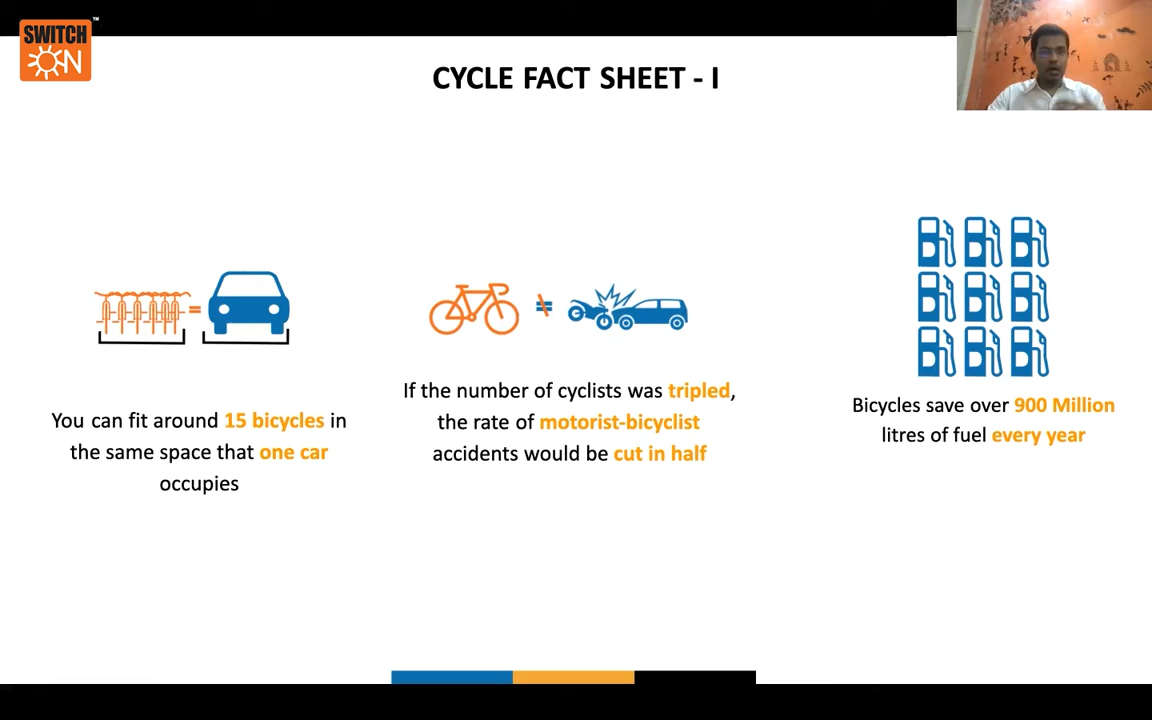 SWITCH
ON
™
CYCLE FACT SHEET - I
You can fit around 15 bicycles in
the same space that one car
occupies
If the number of cyclists was tripled,
the rate of motorist-bicyclist
accidents would be cut in half
Bicycles save over 900 Million
litres of fuel every year